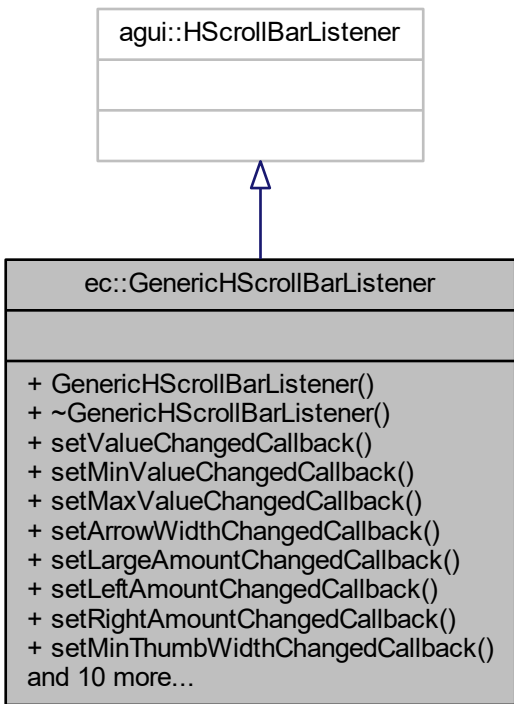 agui::HScrollBarListener
ec::GenericHScrollBarListener
+ GenericHScrollBarListener()
+ ~GenericHScrollBarListener()
+ setValueChangedCallback()
+ setMinValueChangedCallback()
+ setMaxValueChangedCallback()
+ setArrowWidthChangedCallback()
+ setLargeAmountChangedCallback()
+ setLeftAmountChangedCallback()
+ setRightAmountChangedCallback()
+ setMinThumbWidthChangedCallback()
and 10 more...